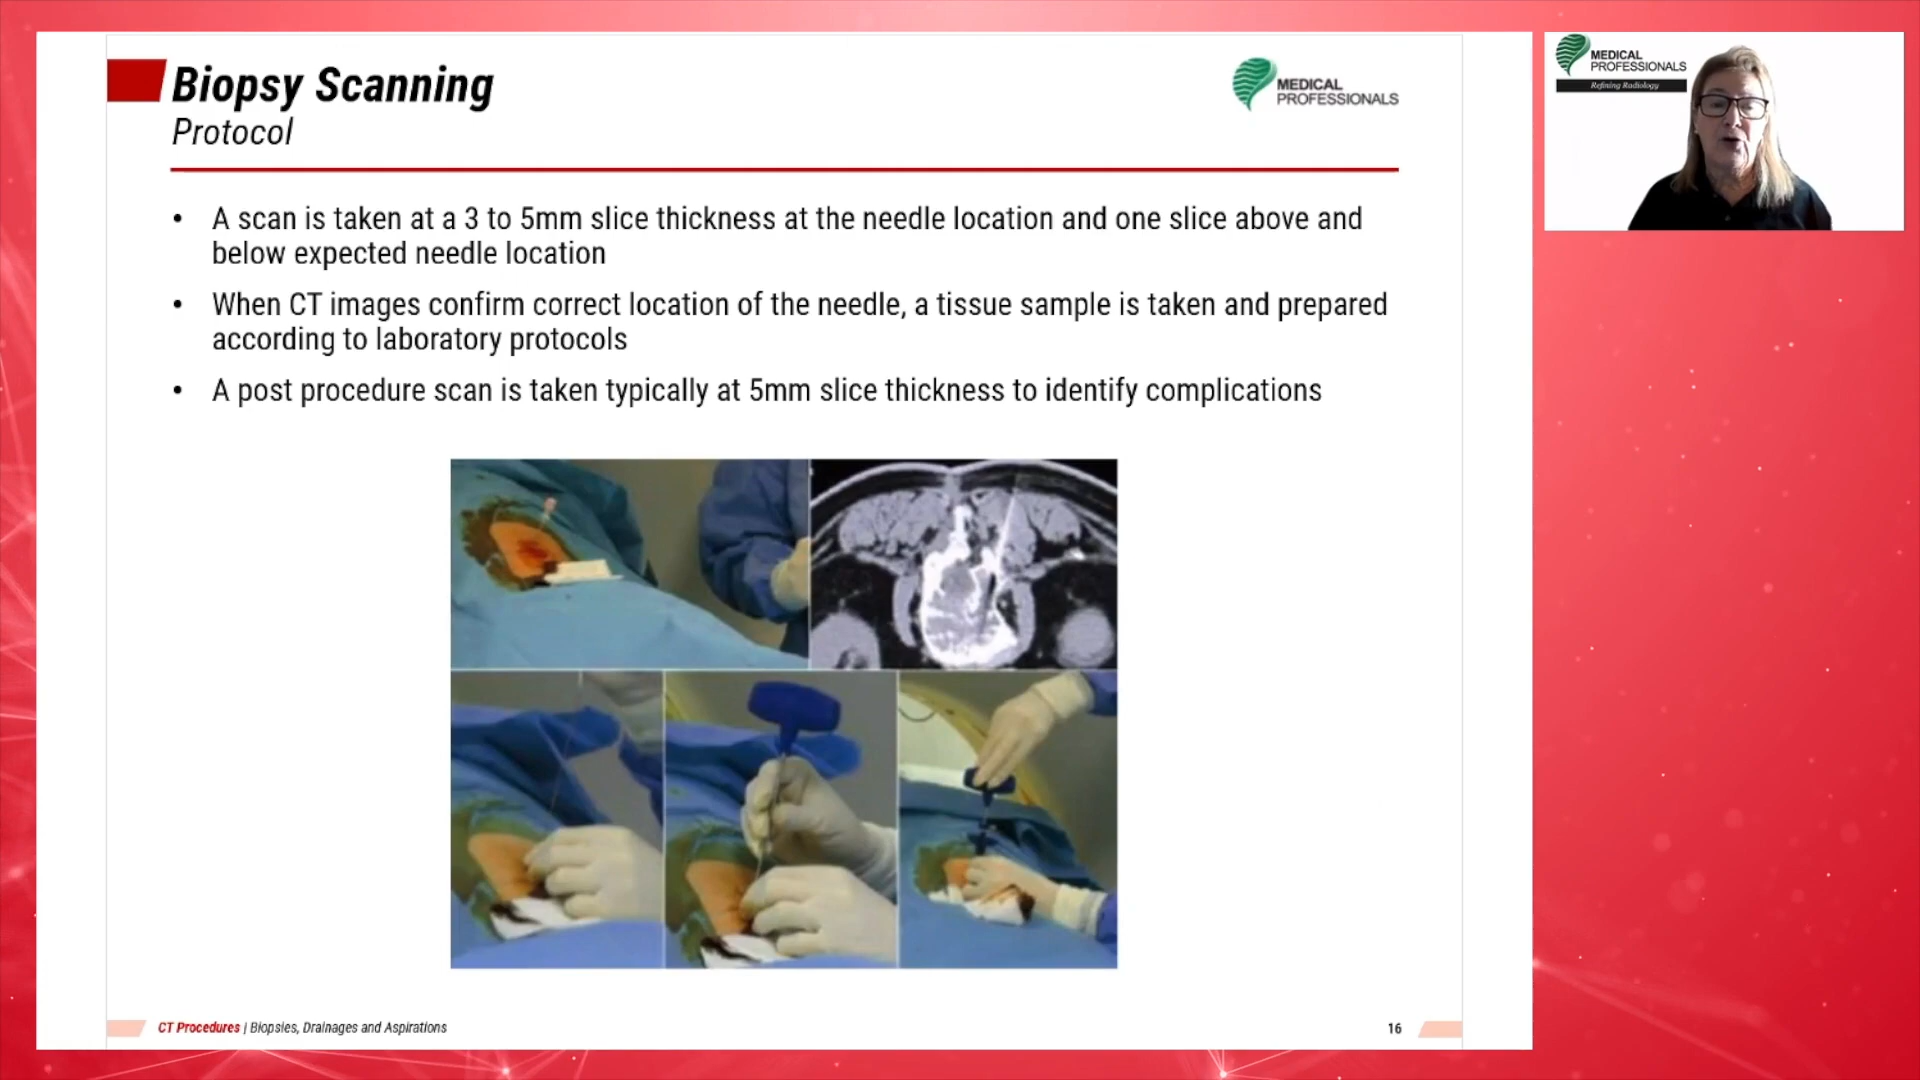 Biopsy Scanning
Protocol
MEDICAL
PROFESSIONALS
• A scan is taken at a 3 to 5mm slice thickness at the needle location and one slice above and
below expected needle location
• When CT images confirm correct location of the needle, a tissue sample is taken and prepared
according to laboratory protocols
• A post procedure scan is taken typically at 5mm slice thickness to identify complications
CT Procedures | Biopsies, Drainages and Aspirations
16
MEDICAL
PROFESSIONALS
Refining Radiology